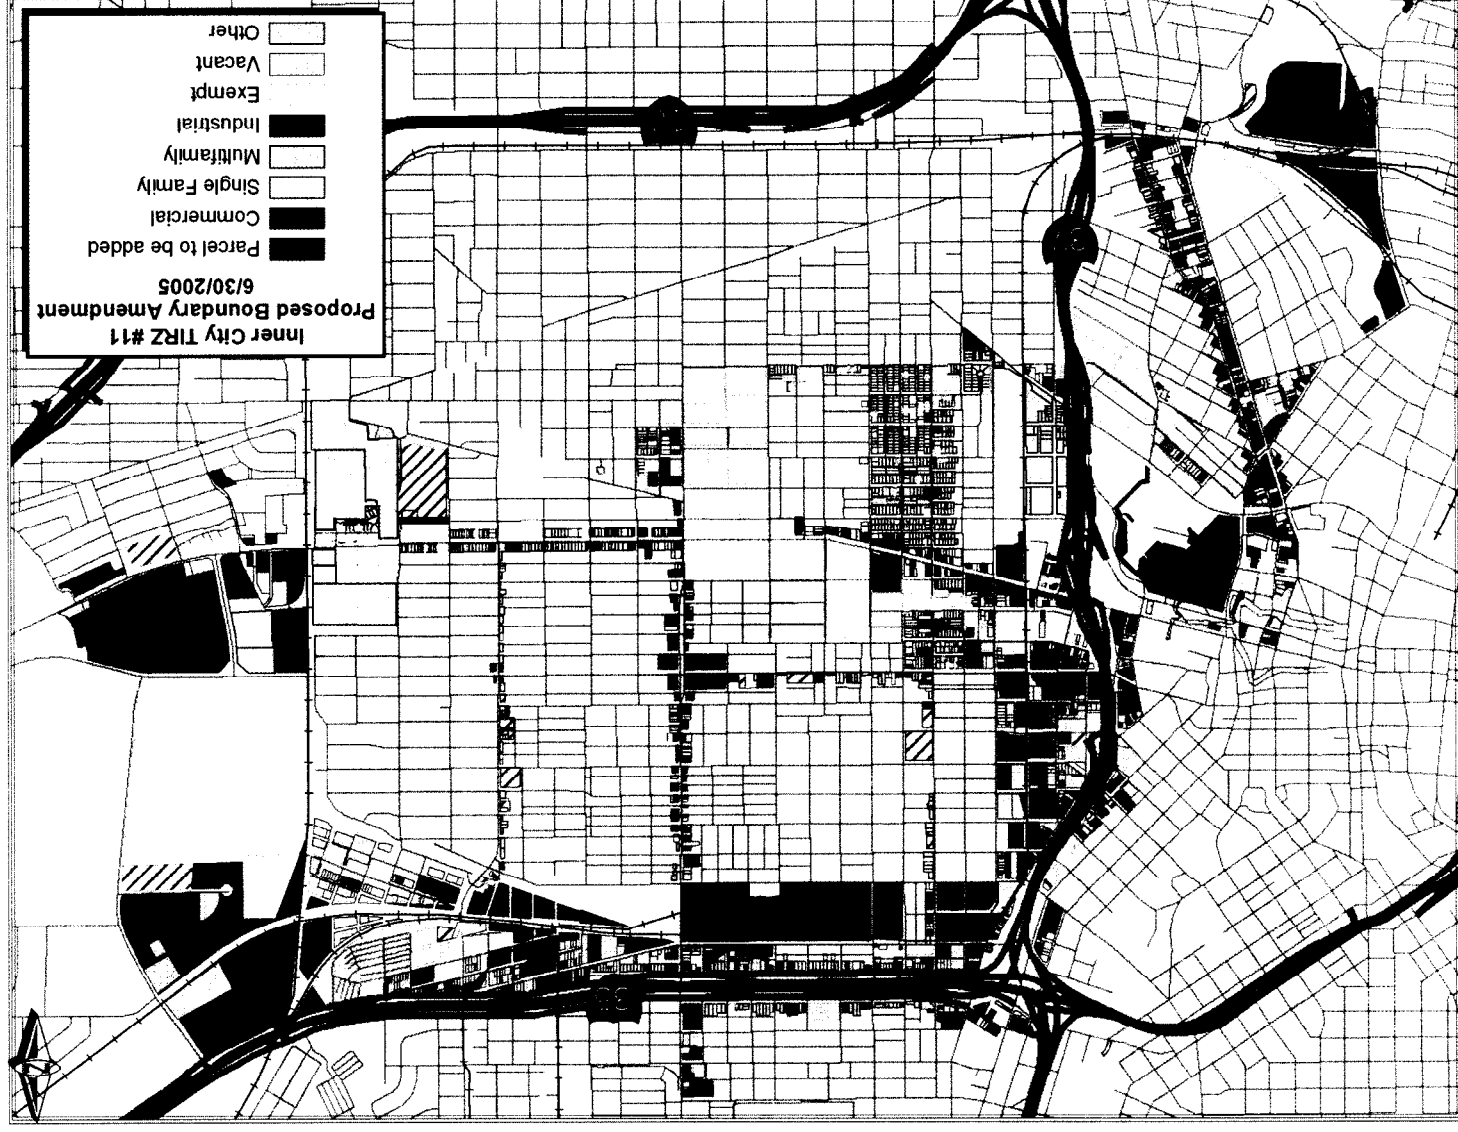 Inner City TIRZ #11
Proposed Boundary Amendment
6/30/2005
Parcel to be added
Commercial
Single Family
Multifamily
Industrial
Exempt
Vacant
Other